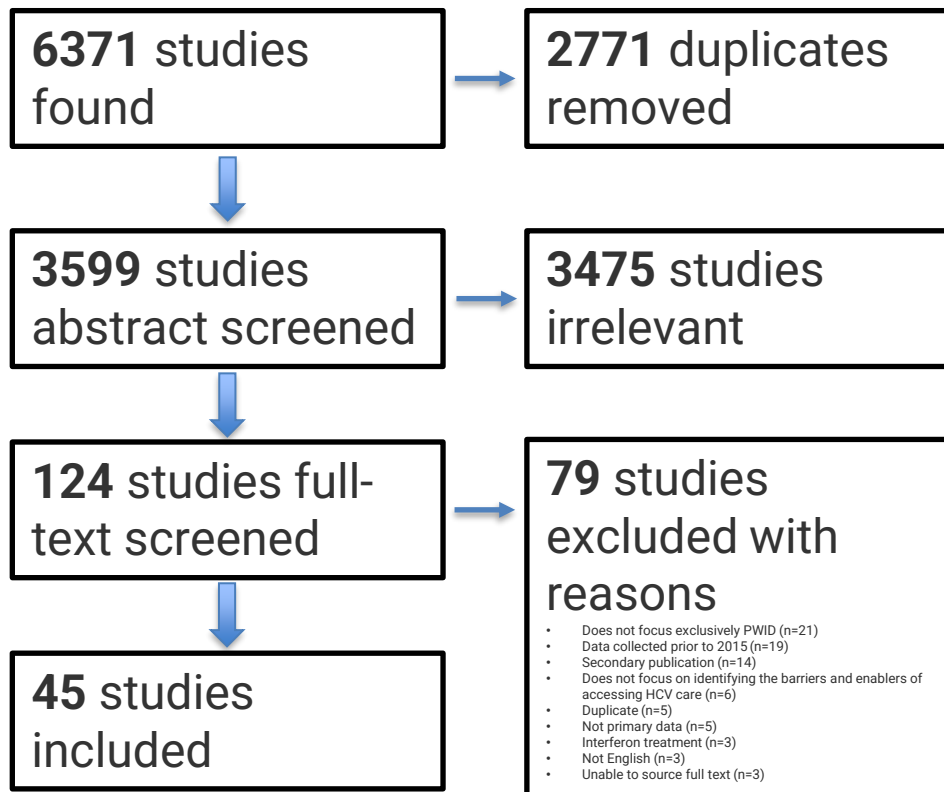 6371 studies
found
2771 duplicates
removed
3599 studies
abstract screened
3475 studies
irrelevant
124 studies full-
text screened
79 studies
excluded with
reasons
• Does not focus exclusively PWID (n=21)
• Data collected prior to 2015 (n=19)
• Secondary publication (n=14)
• Does not focus on identifying the barriers and enablers of
accessing HCV care (n=6)
• Duplicate (n=5)
• Not primary data (n=5)
• Interferon treatment (n=3)
• Not English (n=3)
• Unable to source full text (n=3)
45 studies
included